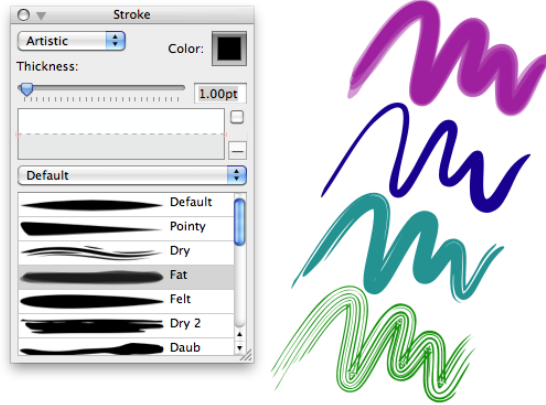 Stroke
Artistic
Color:
Thickness:
1.00pt
Default
Default
Pointy
Dry
Fat
Felt
Dry 2
Daub